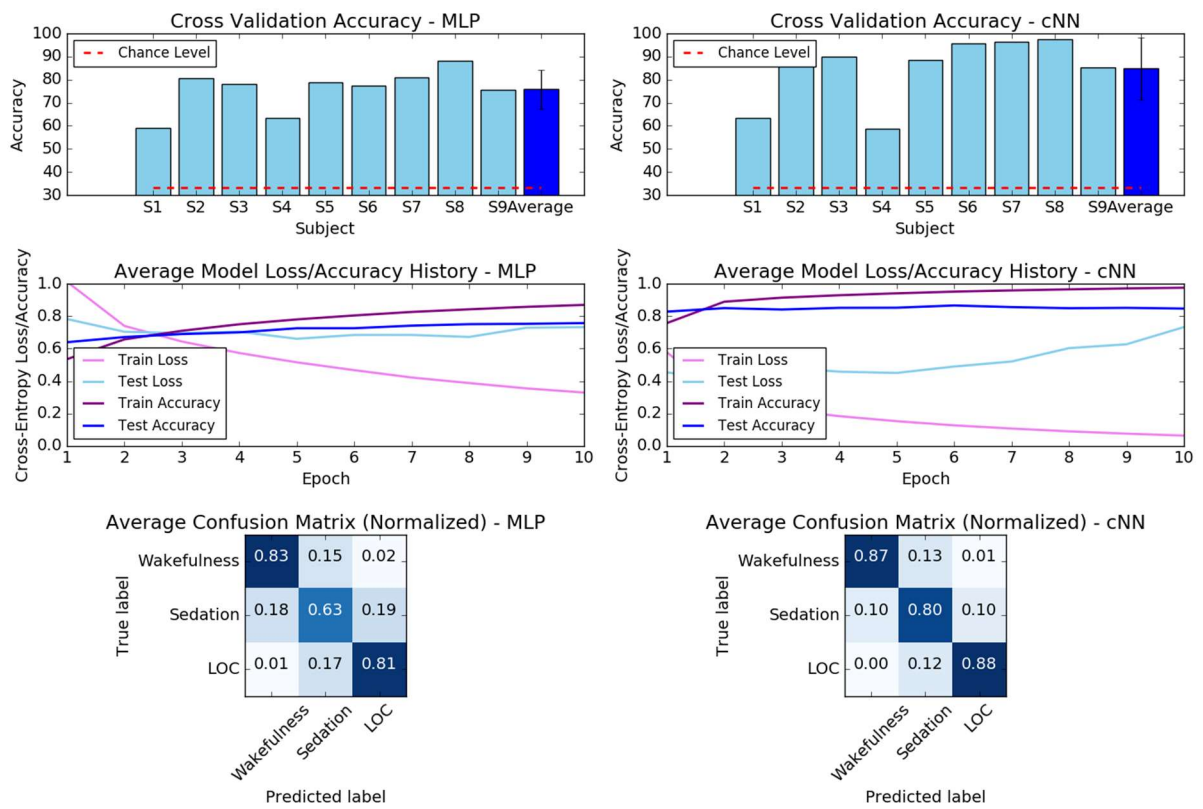 Cross Validation Accuracy - MLP
100
90
80
70
60
50
40
30
Accuracy
Chance Level
S1 S2 S3 S4 S5 S6 S7 S8 S9 Average
Subject
Cross Validation Accuracy - cNN
100
90
80
70
60
50
40
30
Accuracy
Chance Level
S1 S2 S3 S4 S5 S6 S7 S8 S9 Average
Subject
Average Model Loss/Accuracy History - MLP
1.0
0.8
0.6
0.4
0.2
0.0
Cross-Entropy Loss/Accuracy
Train Loss
Test Loss
Train Accuracy
Test Accuracy
1 2 3 4 5 6 7 8 9 10
Epoch
Average Model Loss/Accuracy History - cNN
1.0
0.8
0.6
0.4
0.2
0.0
Cross-Entropy Loss/Accuracy
Train Loss
Test Loss
Train Accuracy
Test Accuracy
1 2 3 4 5 6 7 8 9 10
Epoch
Average Confusion Matrix (Normalized) - MLP
True label
Wakefulness 0.83 0.15 0.02
Sedation 0.18 0.63 0.19
LOC 0.01 0.17 0.81
Wakefulness Sedation LOC
Predicted label
Average Confusion Matrix (Normalized) - cNN
True label
Wakefulness 0.87 0.13 0.01
Sedation 0.10 0.80 0.10
LOC 0.00 0.12 0.88
Wakefulness Sedation LOC
Predicted label